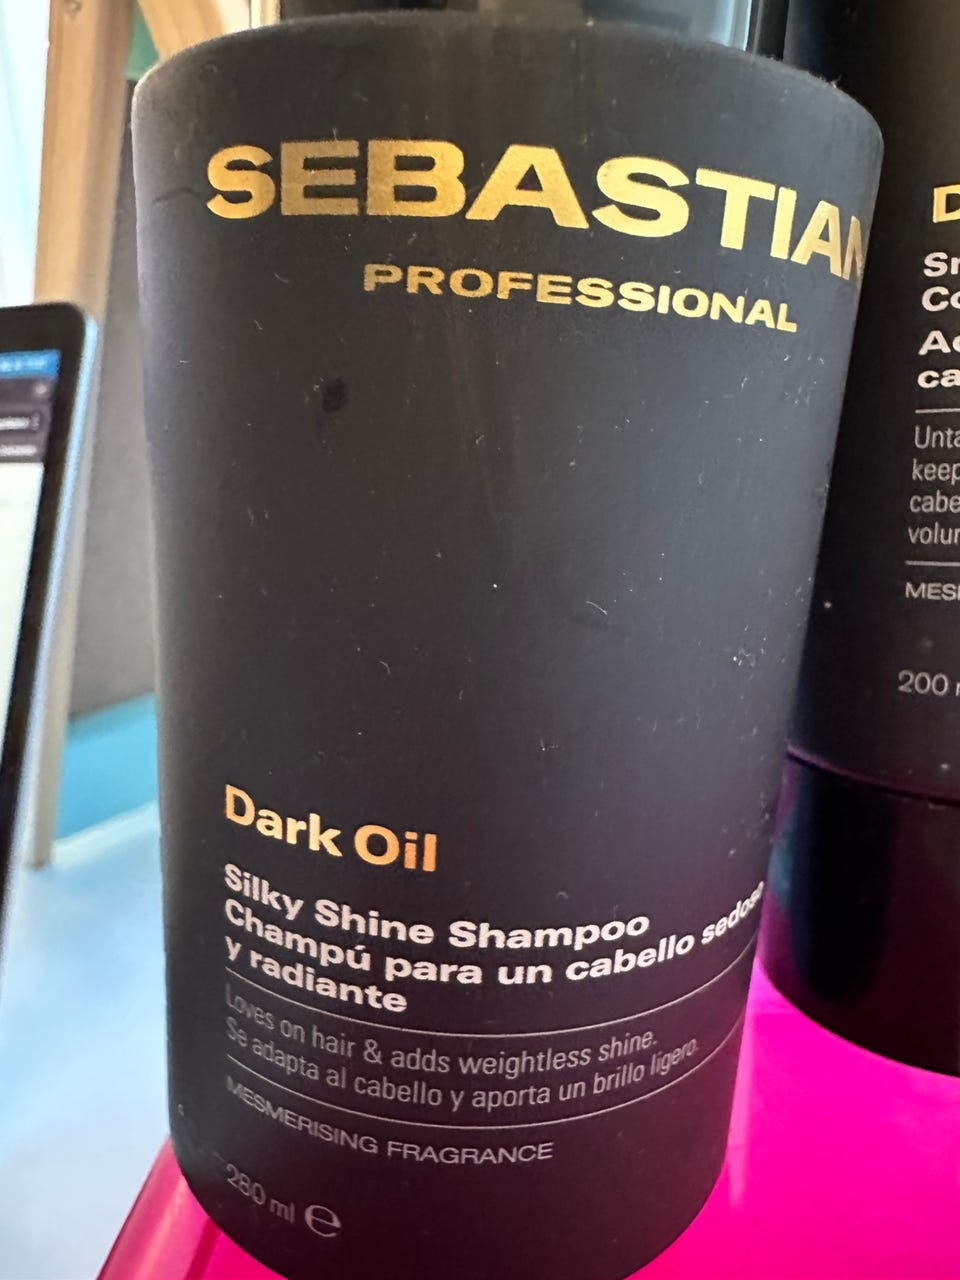 SEBASTIAN
PROFESSIONAL
Dark Oil
Silky Shine Shampoo
Champú para un cabello sedoso
y radiante
Loves on hair & adds weightless shine.
Se adapta al cabello y aporta un brillo ligero.
MESMERISING FRAGRANCE
280 ml ℮
200